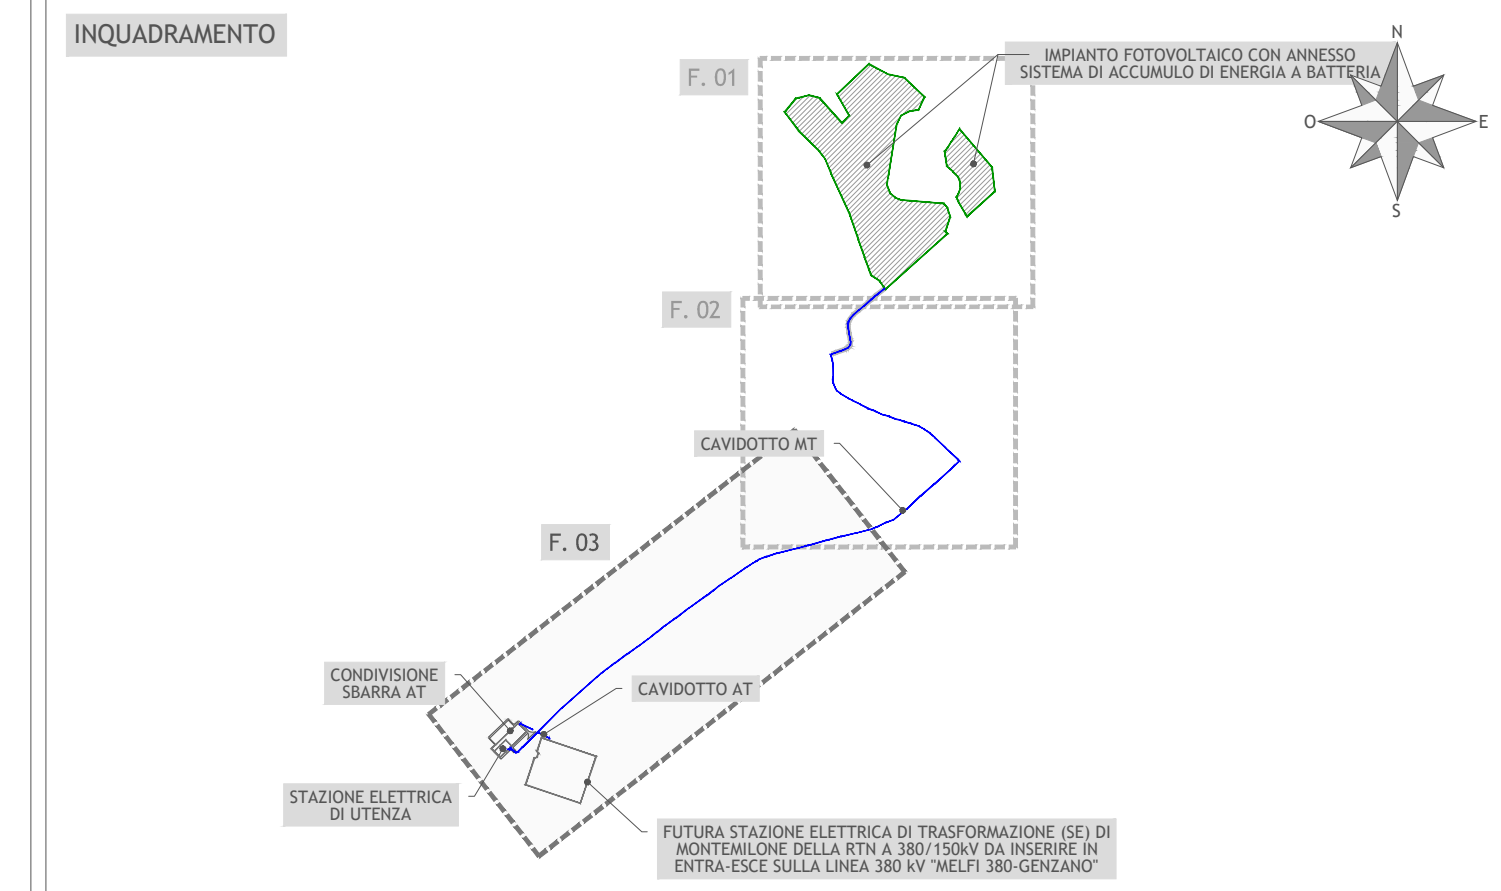 INQUADRAMENTO
N
O
E
S
IMPIANTO FOTOVOLTAICO CON ANNESSO
SISTEMA DI ACCUMULO DI ENERGIA A BATTERIA
F. 01
F. 02
CAVIDOTTO MT
F. 03
CONDIVISIONE
SBARRA AT
CAVIDOTTO AT
STAZIONE ELETTRICA
DI UTENZA
FUTURA STAZIONE ELETTRICA DI TRASFORMAZIONE (SE) DI
MONTEMILONE DELLA RTN A 380/150kV DA INSERIRE IN
ENTRA-ESCE SULLA LINEA 380 kV "MELFI 380-GENZANO"